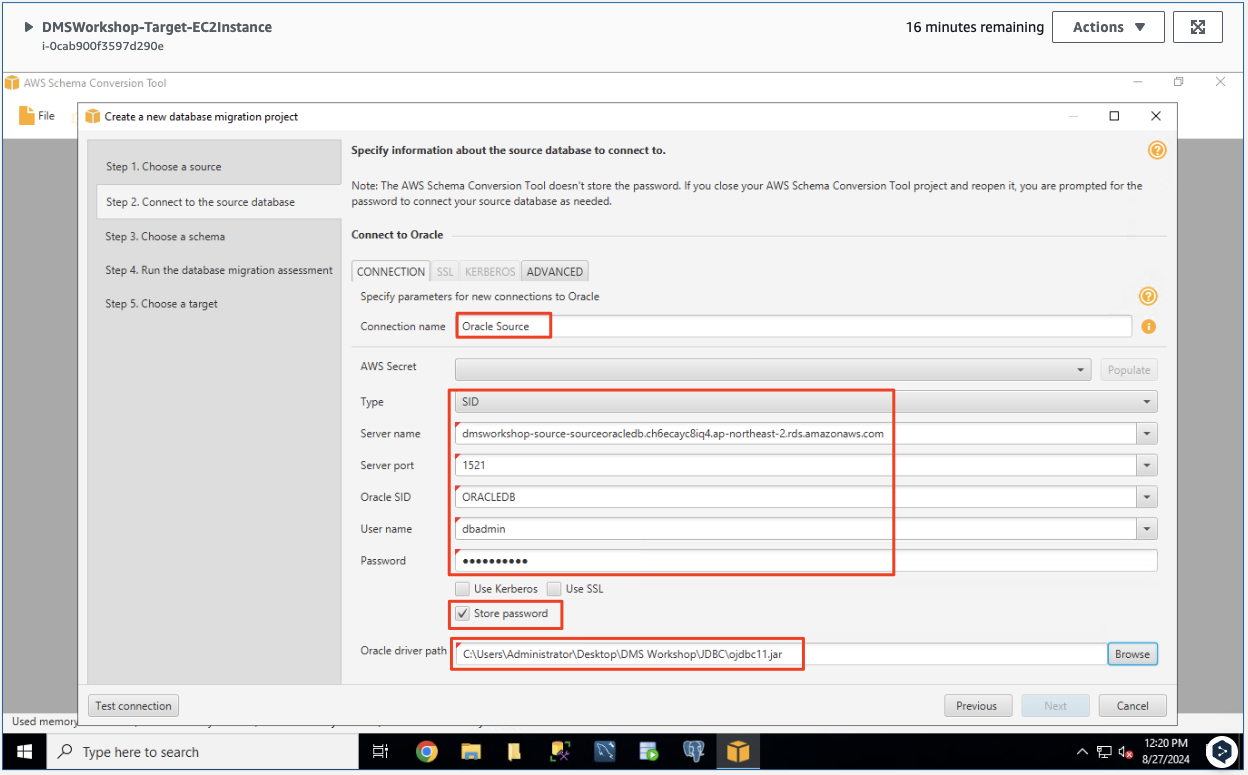 DMSWorkshop-Target-EC2Instance
i-0cab900f3597d290e
16 minutes remaining
Actions
AWS Schema Conversion Tool
File
Create a new database migration project
Step 1. Choose a source
Step 2. Connect to the source database
Step 3. Choose a schema
Step 4. Run the database migration assessment
Step 5. Choose a target
Specify information about the source database to connect to.
Note: The AWS Schema Conversion Tool doesn't store the password. If you close your AWS Schema Conversion Tool project and reopen it, you are prompted for the
password to connect your source database as needed.
Connect to Oracle
CONNECTION SSL KERBEROS ADVANCED
Specify parameters for new connections to Oracle
Connection name Oracle Source
AWS Secret Populate
Type SID
Server name dmsworkshop-source-sourceoracledb.ch6ecayc8iq4.ap-northeast-2.rds.amazonaws.com
Server port 1521
Oracle SID ORACLEDB
User name dbadmin
Password ●●●●●●●●●●
Use Kerberos Use SSL
Store password
Oracle driver path C:\Users\Administrator\Desktop\DMS Workshop\JDBC\ojdbc11.jar Browse
Test connection Previous Next Cancel
Used memory
Type here to search
12:20 PM
8/27/2024